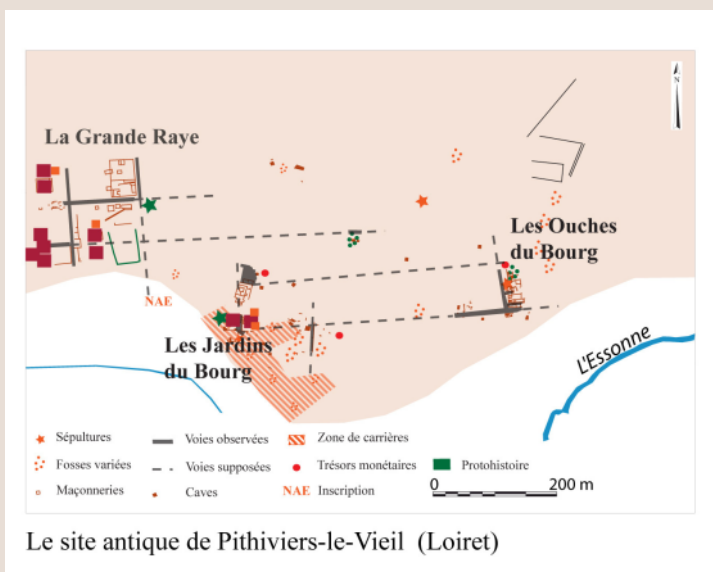 N
La Grande Raye
Les Ouches
du Bourg
NAE
Les Jardins
du Bourg
L'Essonne
Sépultures
Voies observées
Zone de carrières
Fosses variées
Voies supposées
Trésors monétaires
Protohistoire
Maçonneries
Caves
NAE Inscription
0 200 m
Le site antique de Pithiviers-le-Vieil (Loiret)